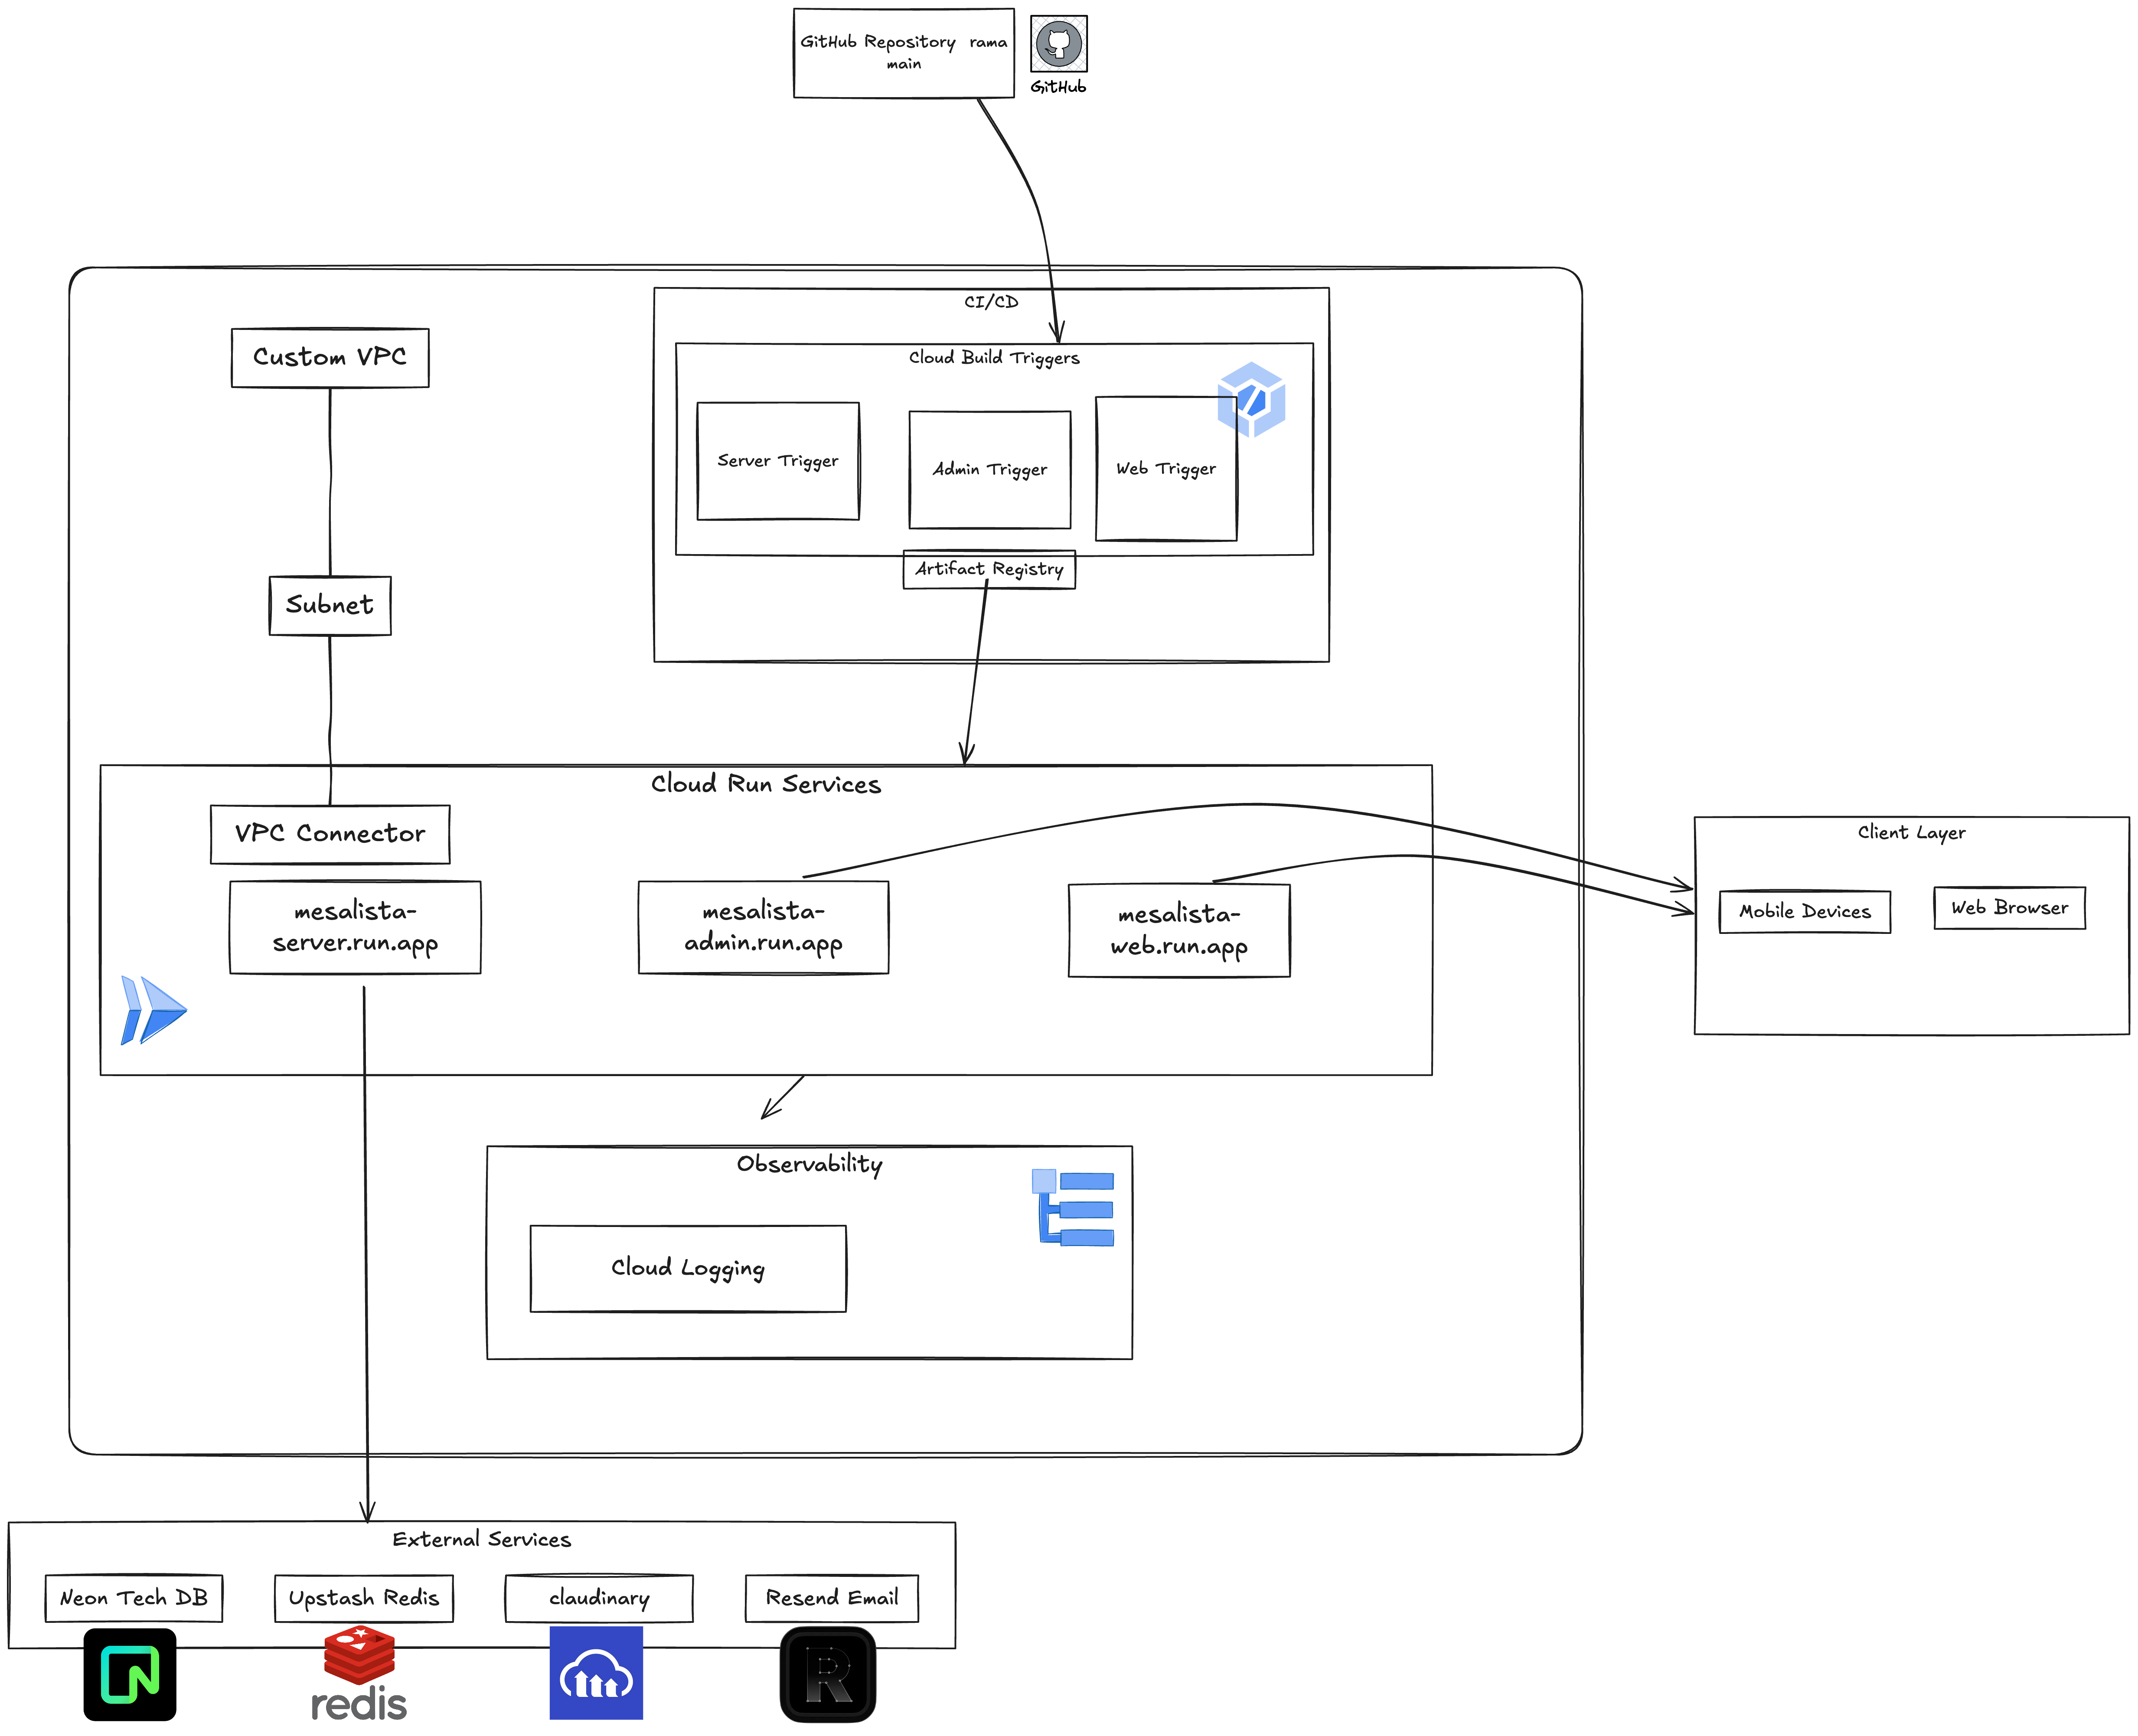 GitHub Repository  rama
main
GitHub
CI/CD
Custom VPC
Cloud Build Triggers
Server Trigger
Admin Trigger
Web Trigger
Artifact Registry
Subnet
Cloud Run Services
VPC Connector
mesalista-
server.run.app
mesalista-
admin.run.app
mesalista-
web.run.app
Client Layer
Mobile Devices
Web Browser
Observability
Cloud Logging
External Services
Neon Tech DB
Upstash Redis
claudinary
Resend Email
N
redis
R